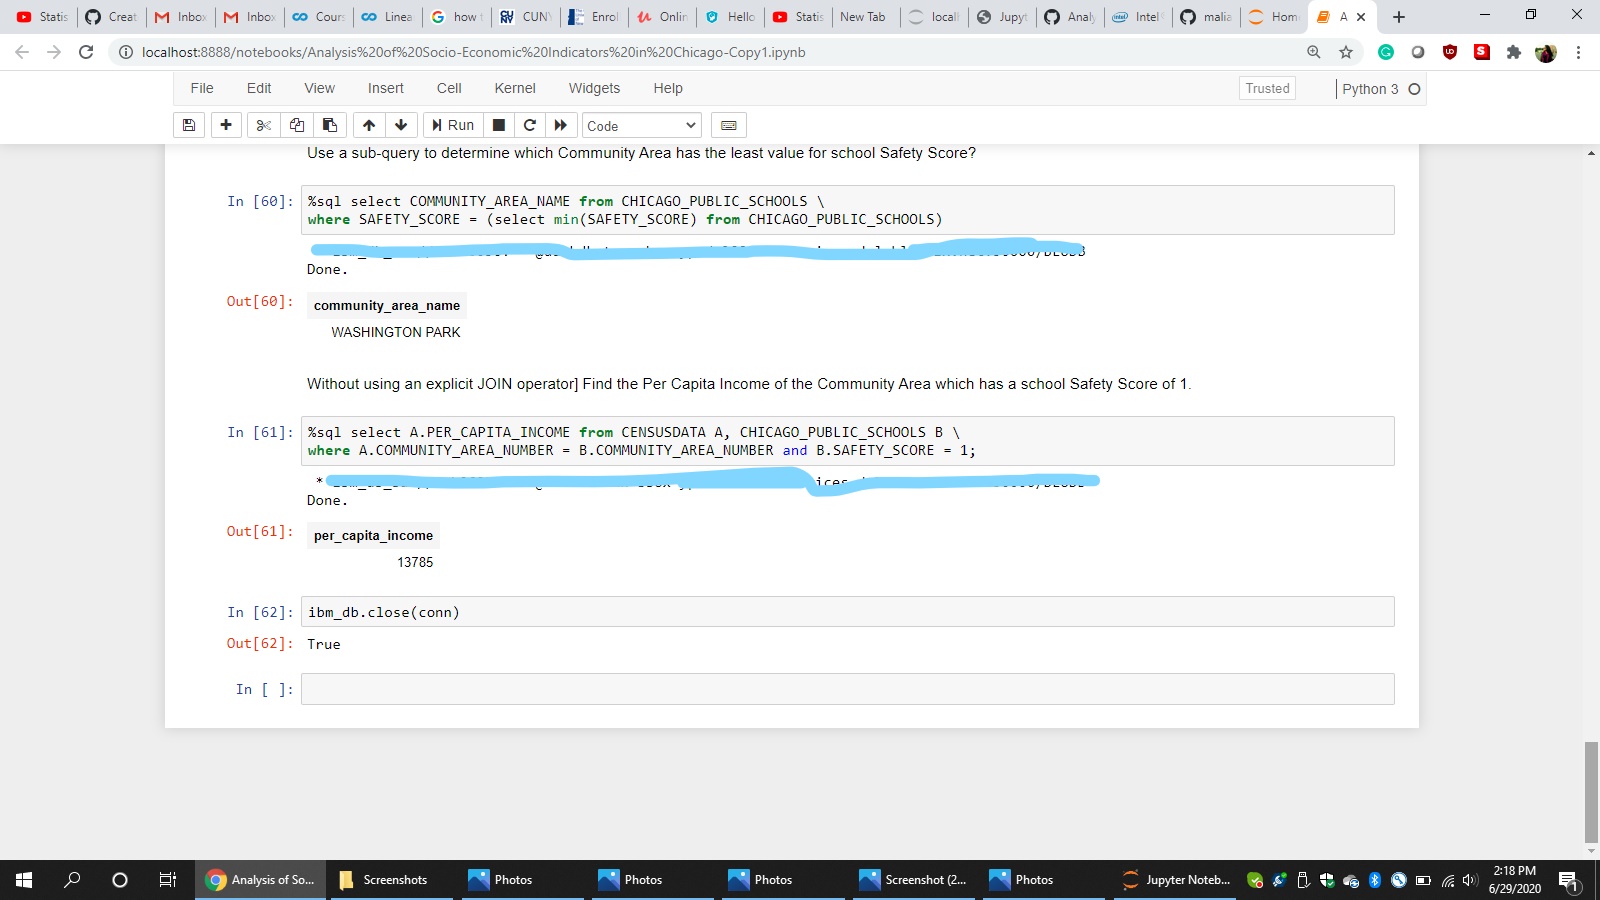 Statis
Creat
Inbox
Inbox
Cours
Linea
how t
CUNY
Enrol
Onlin
Hello
Statis
New Tab
locall
Jupyt
Analy
Intel
malia
Hom
A
localhost:8888/notebooks/Analysis%20of%20Socio-Economic%20Indicators%20in%20Chicago-Copy1.ipynb
File Edit View Insert Cell Kernel Widgets Help Trusted Python 3
Run Code
Use a sub-query to determine which Community Area has the least value for school Safety Score?
In [60]: %sql select COMMUNITY_AREA_NAME from CHICAGO_PUBLIC_SCHOOLS \
where SAFETY_SCORE = (select min(SAFETY_SCORE) from CHICAGO_PUBLIC_SCHOOLS)
Done.
Out[60]: community_area_name
WASHINGTON PARK
Without using an explicit JOIN operator] Find the Per Capita Income of the Community Area which has a school Safety Score of 1.
In [61]: %sql select A.PER_CAPITA_INCOME from CENSUSDATA A, CHICAGO_PUBLIC_SCHOOLS B \
where A.COMMUNITY_AREA_NUMBER = B.COMMUNITY_AREA_NUMBER and B.SAFETY_SCORE = 1;
*
Done.
Out[61]: per_capita_income
13785
In [62]: ibm_db.close(conn)
Out[62]: True
In [ ]:
Analysis of So...
Screenshots
Photos
Photos
Photos
Screenshot (2...
Photos
Jupyter Noteb...
2:18 PM
6/29/2020
1